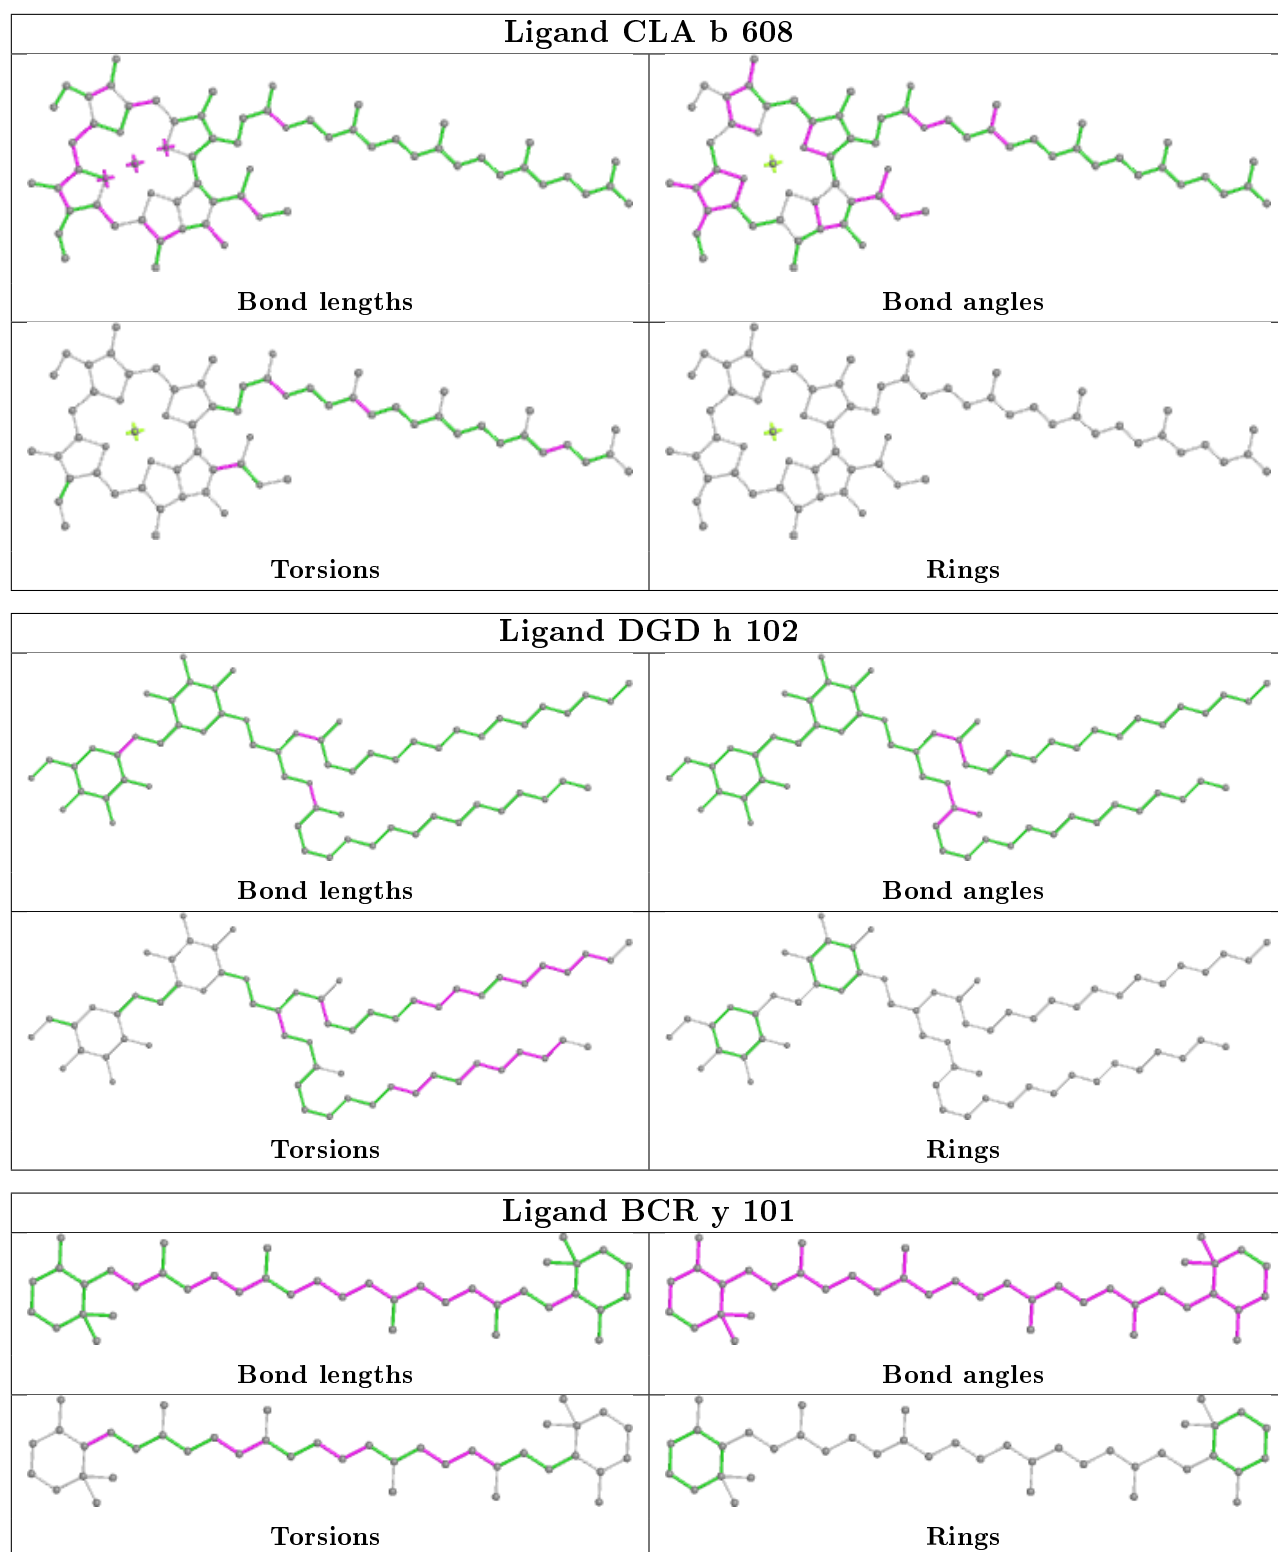 Ligand CLA b 608
Bond lengths
Bond angles
Torsions
Rings
Ligand DGD h 102
Bond lengths
Bond angles
Torsions
Rings
Ligand BCR y 101
Bond lengths
Bond angles
Torsions
Rings